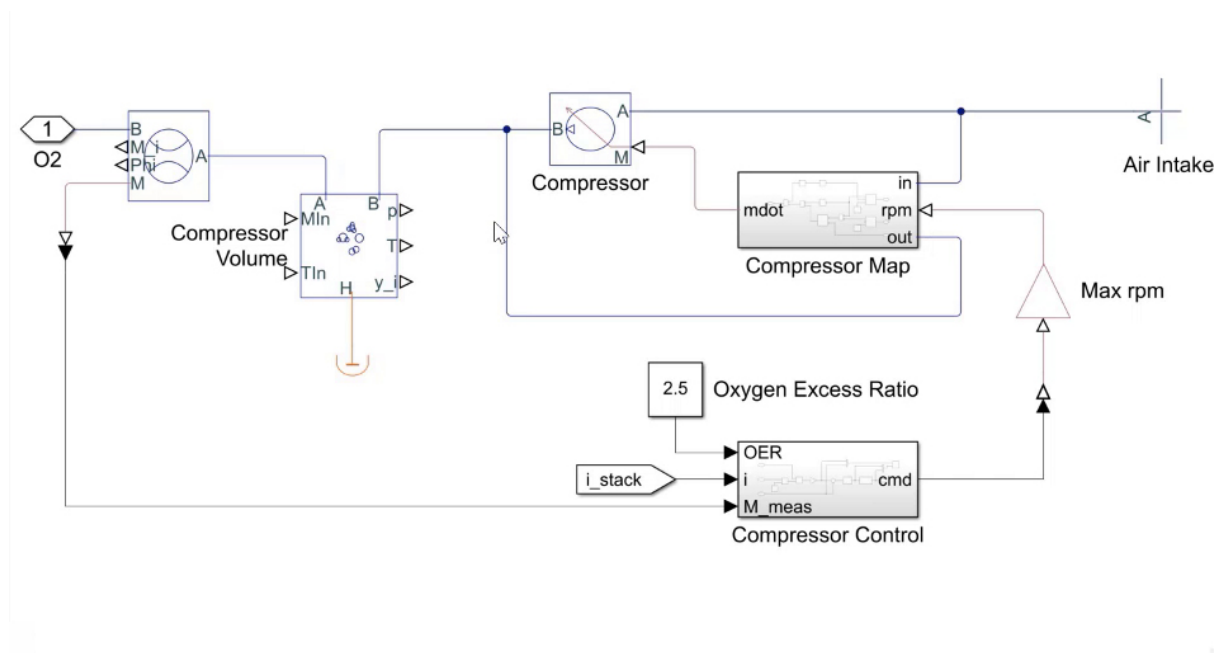 1
O2
B
M_i
Phi
M
A
Compressor
Volume
A
B
MIn
TIn
H
p
T
y_i
B
A
M
Compressor
mdot
in
rpm
out
Compressor Map
A
Air Intake
Max rpm
2.5
Oxygen Excess Ratio
i_stack
OER
i
M_meas
cmd
Compressor Control